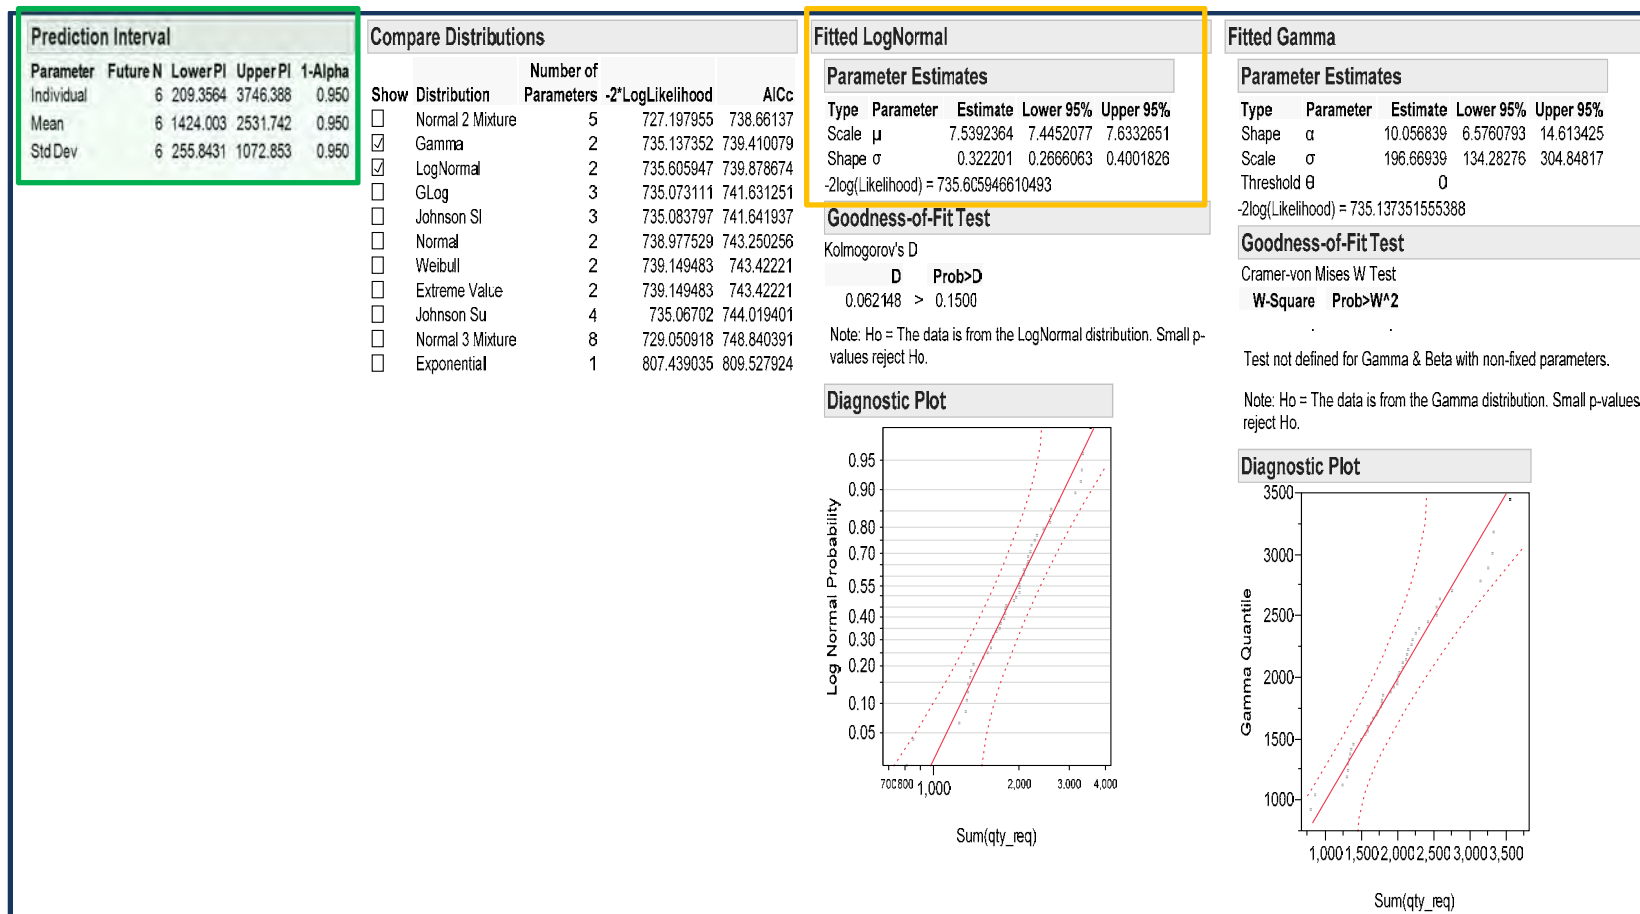 Prediction Interval
Parameter Future N Lower PI Upper PI 1-Alpha
Individual 6 209.3564 3746.388 0.950
Mean 6 1424.003 2531.742 0.950
Std Dev 6 255.8431 1072.853 0.950
Compare Distributions
Number of
Show Distribution Parameters -2*LogLikelihood AICc
Normal 2 Mixture 5 727.197955 738.66137
Gamma 2 735.137352 739.410079
LogNormal 2 735.605947 739.878674
GLog 3 735.073111 741.631251
Johnson Sl 3 735.083797 741.641937
Normal 2 738.977529 743.250256
Weibull 2 739.149483 743.42221
Extreme Value 2 739.149483 743.42221
Johnson Su 4 735.06702 744.019401
Normal 3 Mixture 8 729.050918 748.840391
Exponential 1 807.439035 809.527924
Fitted LogNormal
Parameter Estimates
Type Parameter Estimate Lower 95% Upper 95%
Scale μ 7.5392364 7.4452077 7.6332651
Shape σ 0.322201 0.2666063 0.4001826
-2log(Likelihood) = 735.605946610493
Goodness-of-Fit Test
Kolmogorov's D
D Prob>D
0.062148 > 0.1500
Note: Ho = The data is from the LogNormal distribution. Small p-
values reject Ho.
Diagnostic Plot
Log Normal Probability
0.95
0.90
0.80
0.70
0.55
0.40
0.30
0.20
0.10
0.05
700 800 1,000 2,000 3,000 4,000
Sum(qty_req)
Fitted Gamma
Parameter Estimates
Type Parameter Estimate Lower 95% Upper 95%
Shape α 10.056839 6.5760793 14.613425
Scale σ 196.66939 134.28276 304.84817
Threshold θ 0
-2log(Likelihood) = 735.137351555388
Goodness-of-Fit Test
Cramer-von Mises W Test
W-Square Prob>W^2
. .
Test not defined for Gamma & Beta with non-fixed parameters.
Note: Ho = The data is from the Gamma distribution. Small p-values
reject Ho.
Diagnostic Plot
Gamma Quantile
3500
3000
2500
2000
1500
1000
1,000 1,500 2,000 2,500 3,000 3,500
Sum(qty_req)